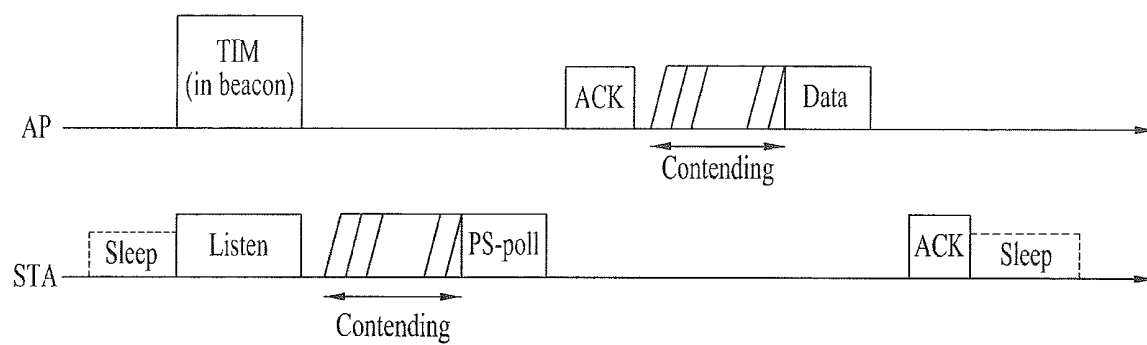 TIM
(in beacon)
AP
ACK
Data
Contending
STA
Sleep
Listen
PS-poll
ACK
Sleep
Contending